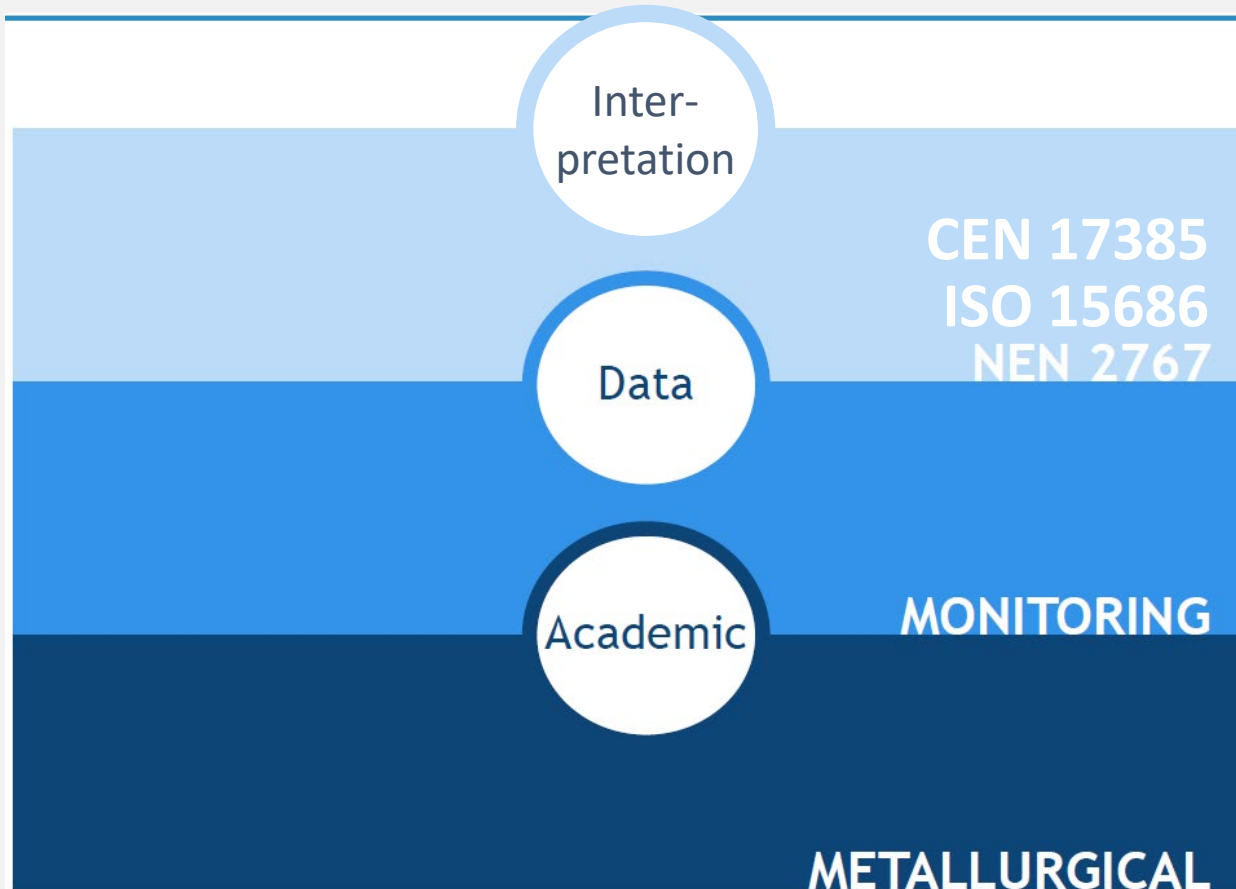 Inter-
pretation
CEN 17385
ISO 15686
NEN 2767
Data
MONITORING
Academic
METALLURGICAL